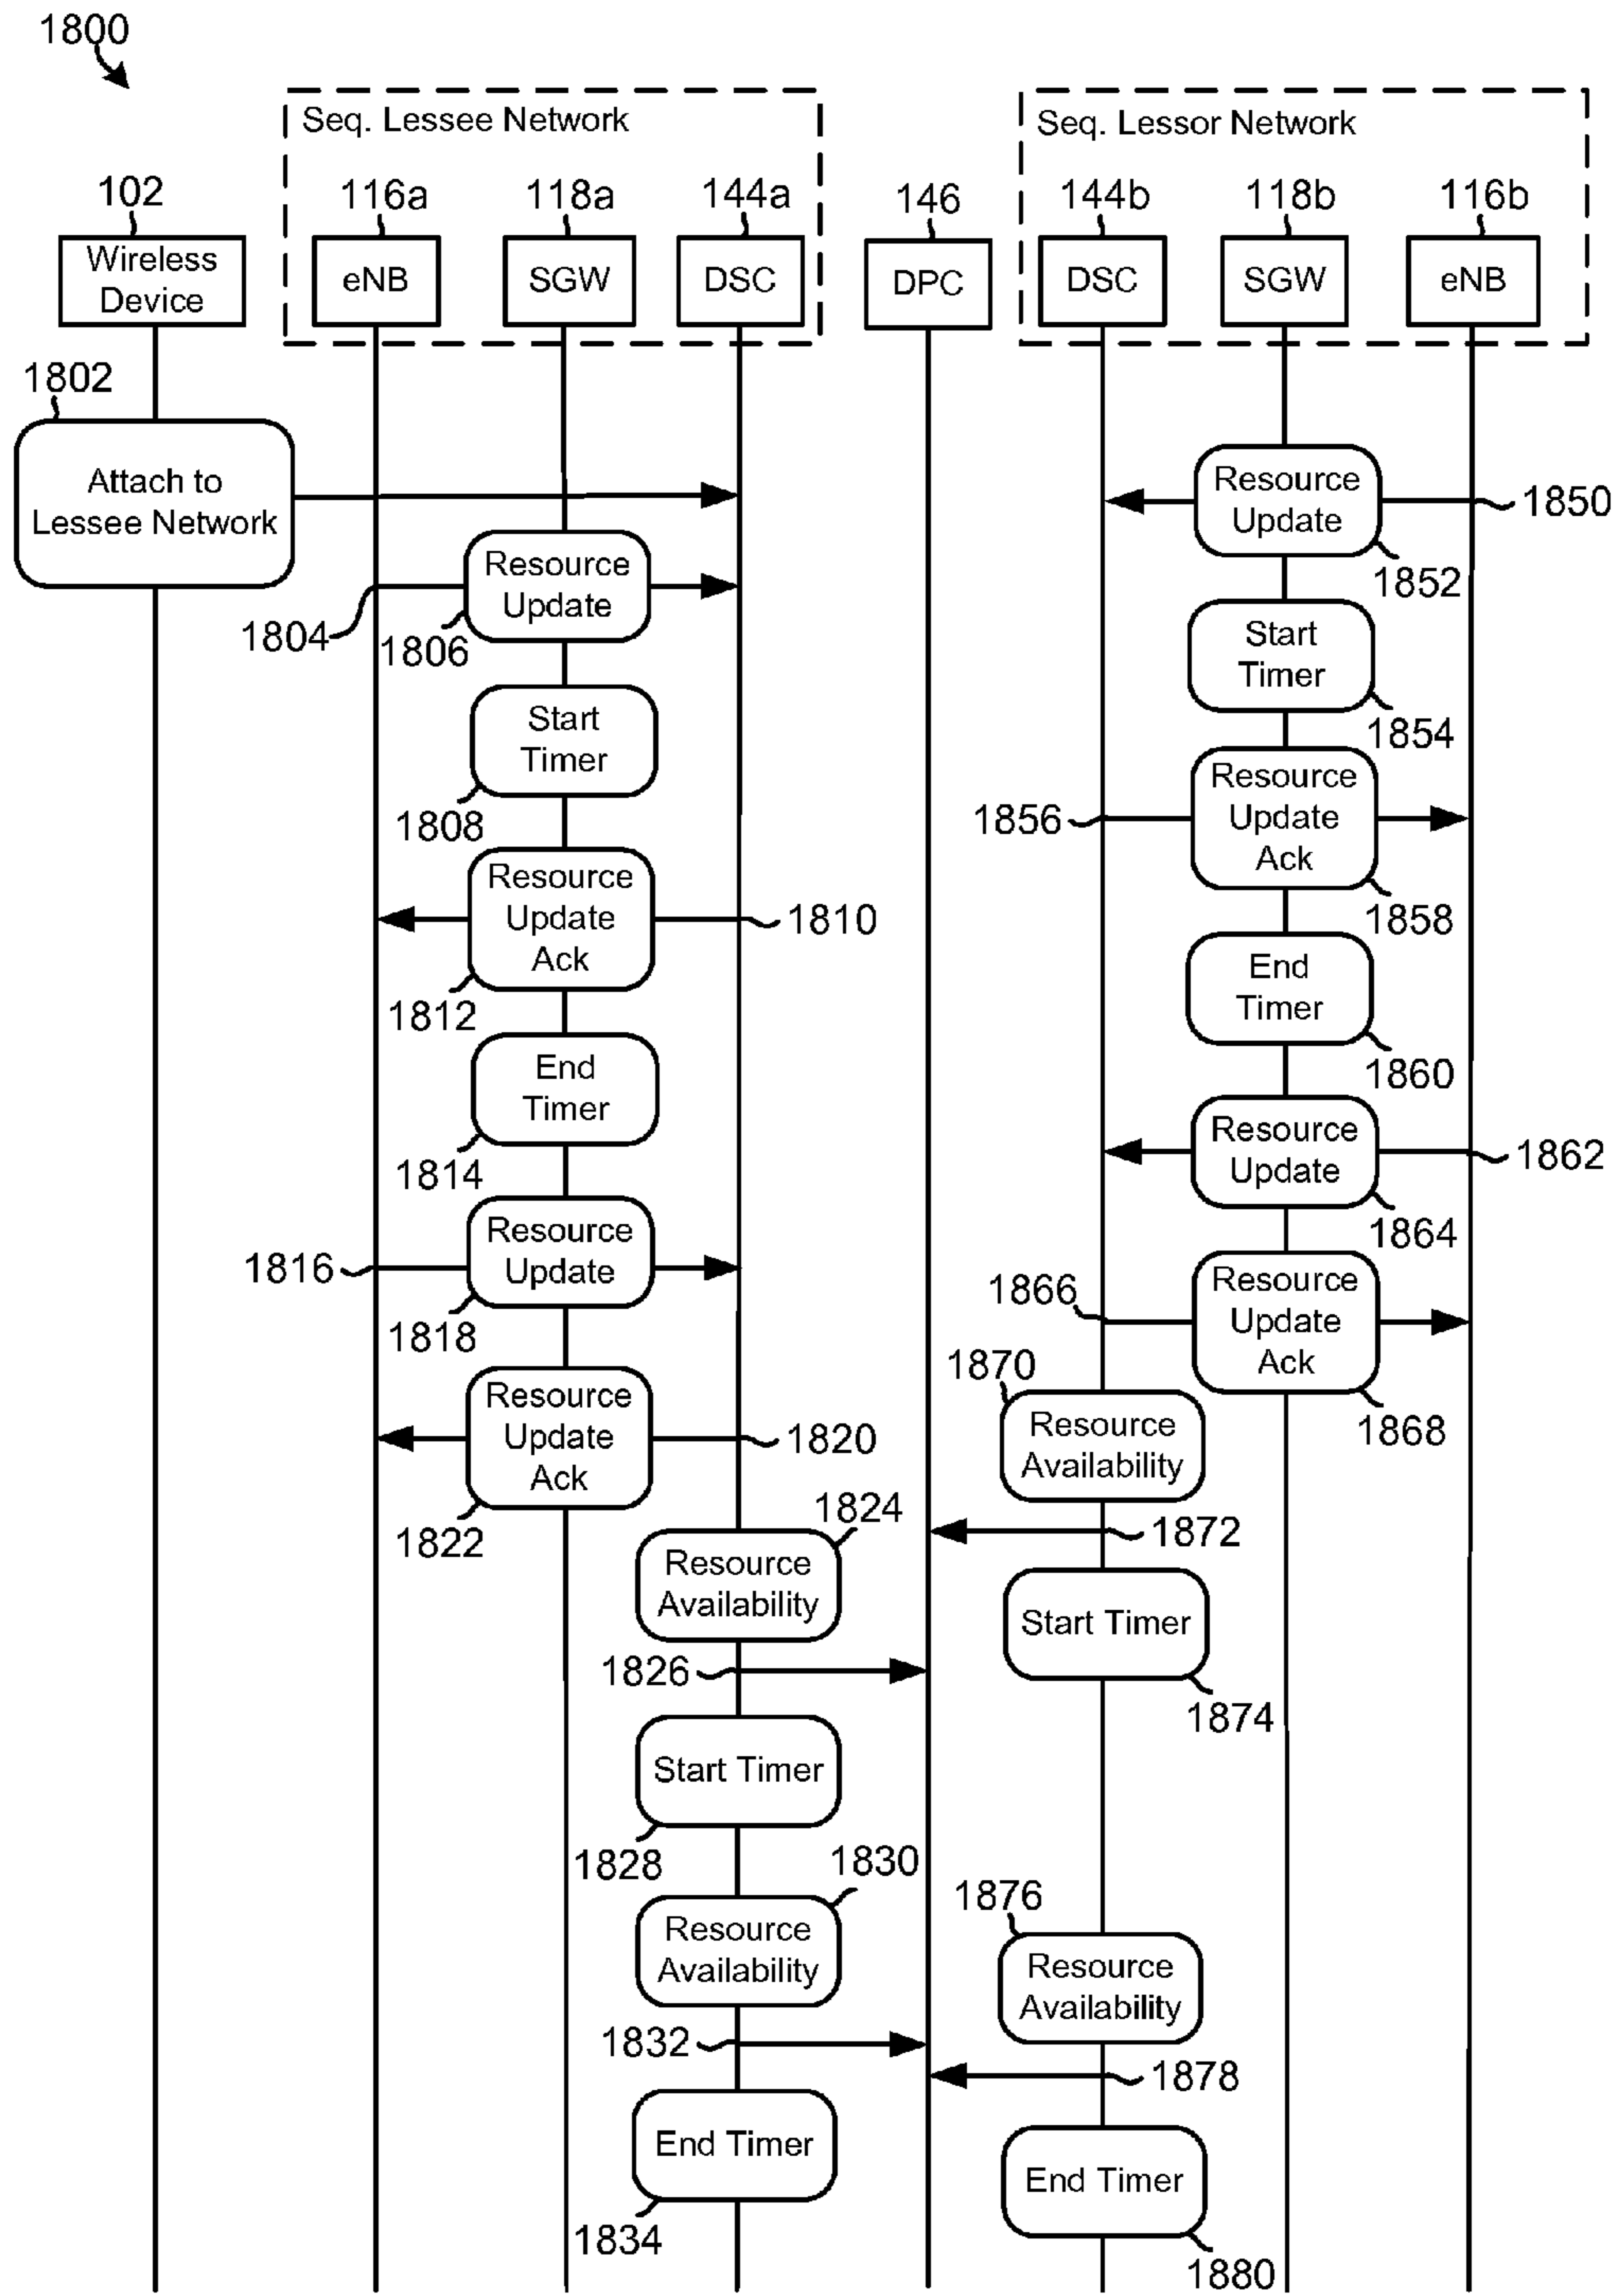 1800
Seq. Lessee Network
Seq. Lessor Network
102
116a
118a
144a
146
144b
118b
116b
Wireless
Device
eNB
SGW
DSC
DPC
DSC
SGW
eNB
1802
Attach to
Lessee Network
Resource
Update
1850
1852
Resource
Update
1804
1806
Start
Timer
1854
Start
Timer
1808
Resource
Update
Ack
1856
1858
Resource
Update
Ack
1810
1812
End
Timer
1860
End
Timer
1814
Resource
Update
1862
1864
Resource
Update
1816
1818
Resource
Update
Ack
1866
1868
Resource
Update
Ack
1820
1822
1870
Resource
Availability
1872
1824
Resource
Availability
1826
Start Timer
1874
Start Timer
1828
1830
Resource
Availability
1832
1876
Resource
Availability
1878
End Timer
1834
End Timer
1880